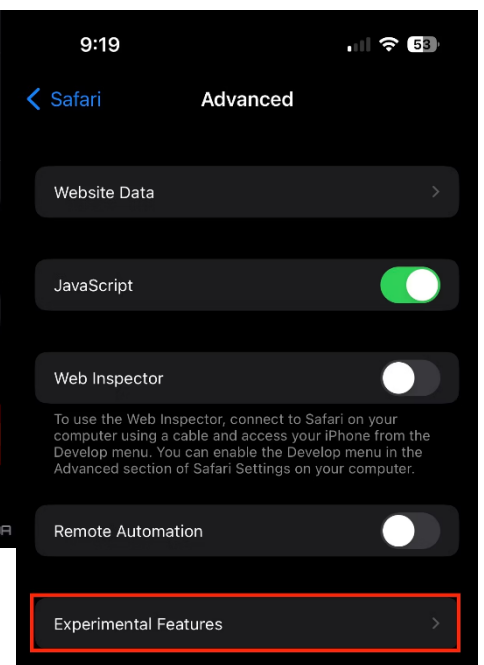 9:19
53
Safari
Advanced
Website Data
JavaScript
Web Inspector
To use the Web Inspector, connect to Safari on your
computer using a cable and access your iPhone from the
Develop menu. You can enable the Develop menu in the
Advanced section of Safari Settings on your computer.
Remote Automation
Experimental Features